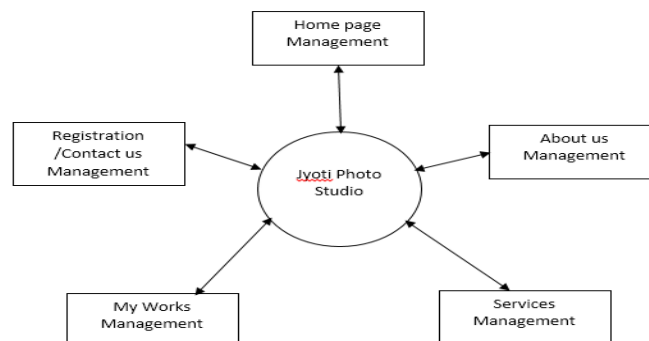 Home page
Management
Registration
/Contact us
Management
About us
Management
Jyoti Photo
Studio
My Works
Management
Services
Management